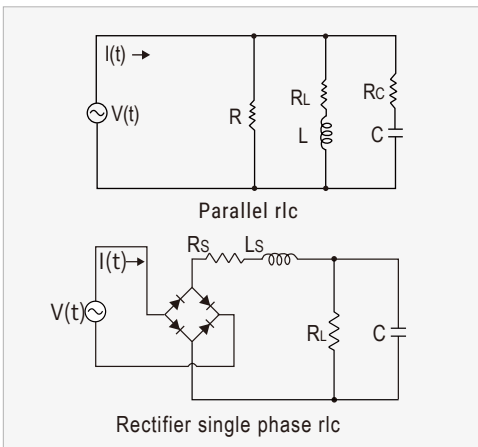 I(t)
V(t)
R
RL
L
RC
C
Parallel rlc
RS LS
I(t)
V(t)
RL
C
Rectifier single phase rlc